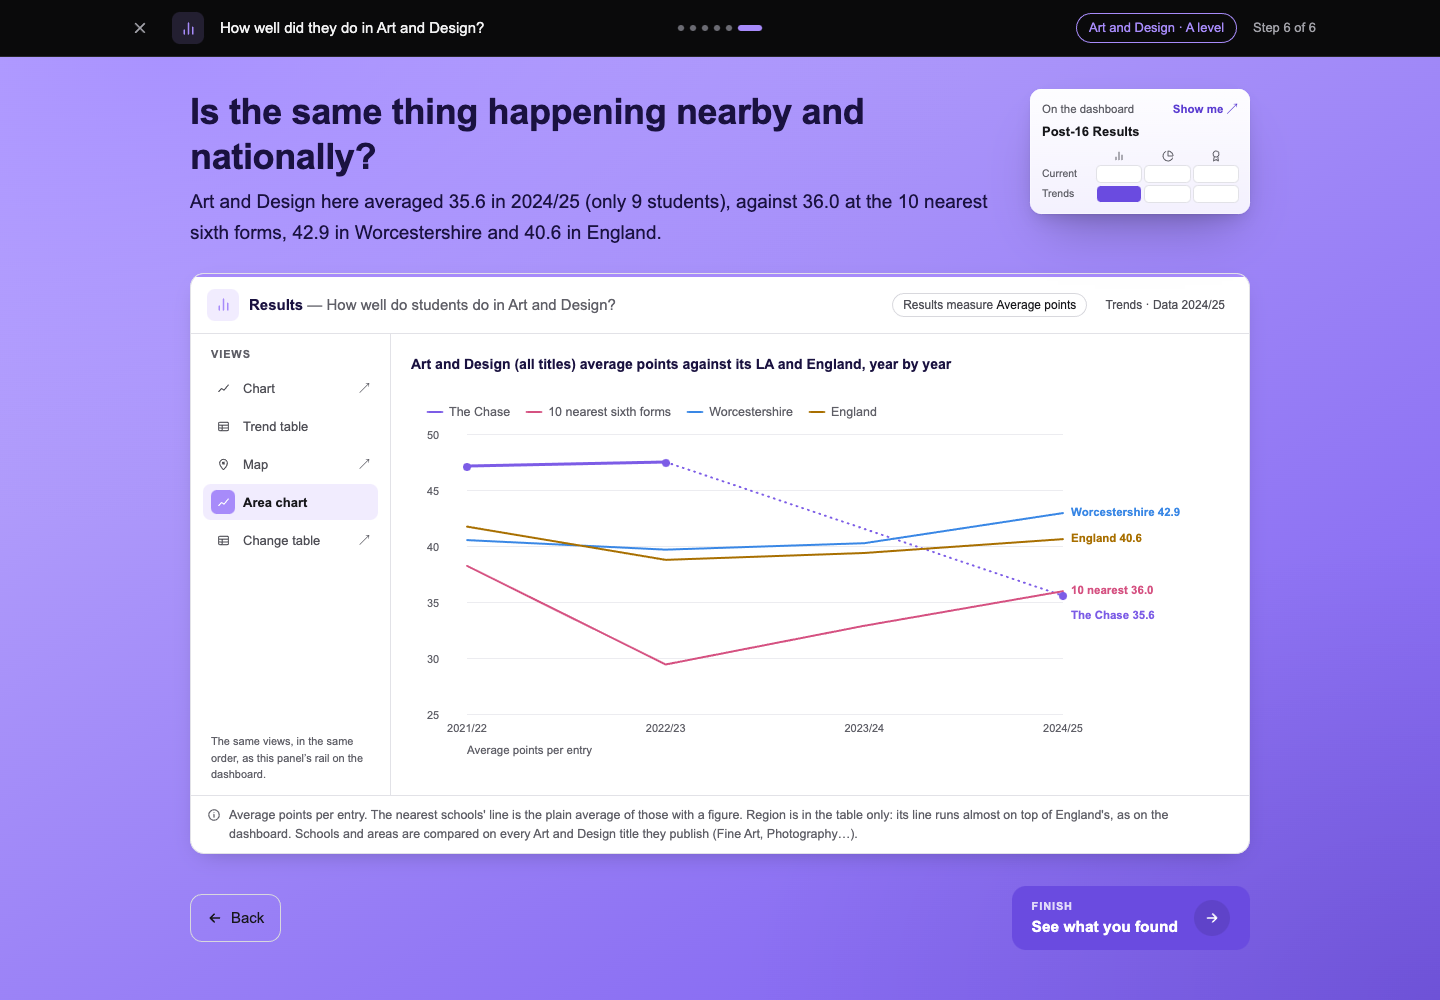 How well did they do in Art and Design?
Art and Design · A level
Step 6 of 6
Is the same thing happening nearby and
nationally?
Art and Design here averaged 35.6 in 2024/25 (only 9 students), against 36.0 at the 10 nearest
sixth forms, 42.9 in Worcestershire and 40.6 in England.
On the dashboard
Show me
Post-16 Results
Current
Trends
Results — How well do students do in Art and Design?
Results measure Average points
Trends · Data 2024/25
VIEWS
Chart
Trend table
Map
Area chart
Change table
The same views, in the same
order, as this panel's rail on the
dashboard.
Art and Design (all titles) average points against its LA and England, year by year
The Chase
10 nearest sixth forms
Worcestershire
England
50
45
40
35
30
25
Worcestershire 42.9
England 40.6
10 nearest 36.0
The Chase 35.6
2021/22
2022/23
2023/24
2024/25
Average points per entry
Average points per entry. The nearest schools' line is the plain average of those with a figure. Region is in the table only: its line runs almost on top of England's, as on the
dashboard. Schools and areas are compared on every Art and Design title they publish (Fine Art, Photography…).
Back
FINISH
See what you found